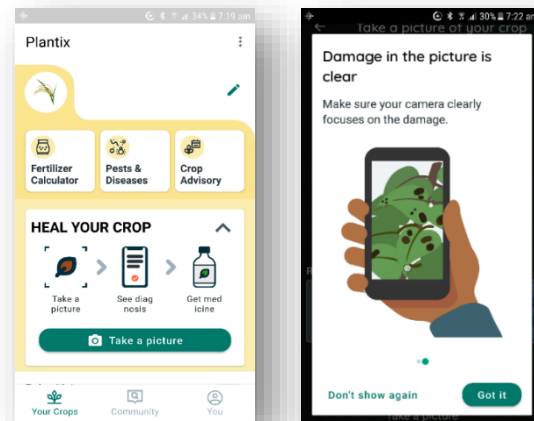 34% 7:19 am
Plantix
Fertilizer
Calculator
Pests &
Diseases
Crop
Advisory
HEAL YOUR CROP
Take a
picture
See diag
nosis
Get med
icine
Take a picture
Your Crops
Community
You
30% 7:22 am
Take a picture of your crop
Damage in the picture is
clear
Make sure your camera clearly
focuses on the damage.
Don't show again
Got it
Take a picture